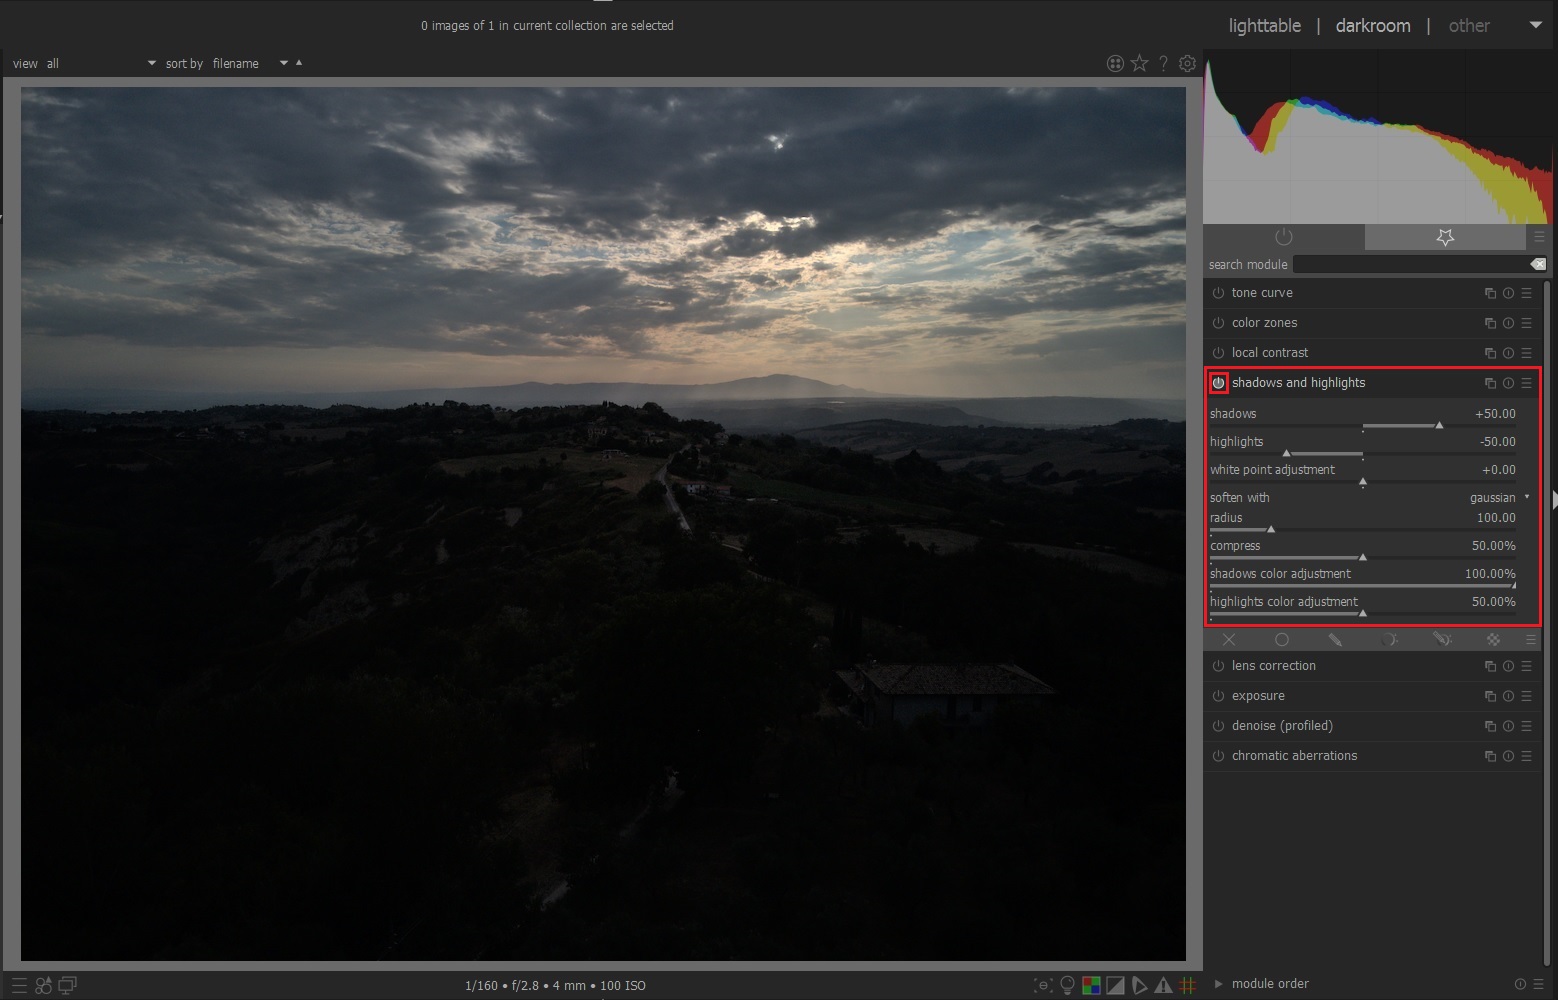 0 images of 1 in current collection are selected
lighttable | darkroom | other
view all sort by filename
search module
tone curve
color zones
local contrast
shadows and highlights
shadows +50.00
highlights -50.00
white point adjustment +0.00
soften with gaussian
radius 100.00
compress 50.00%
shadows color adjustment 100.00%
highlights color adjustment 50.00%
lens correction
exposure
denoise (profiled)
chromatic aberrations
1/160 • f/2.8 • 4 mm • 100 ISO
module order